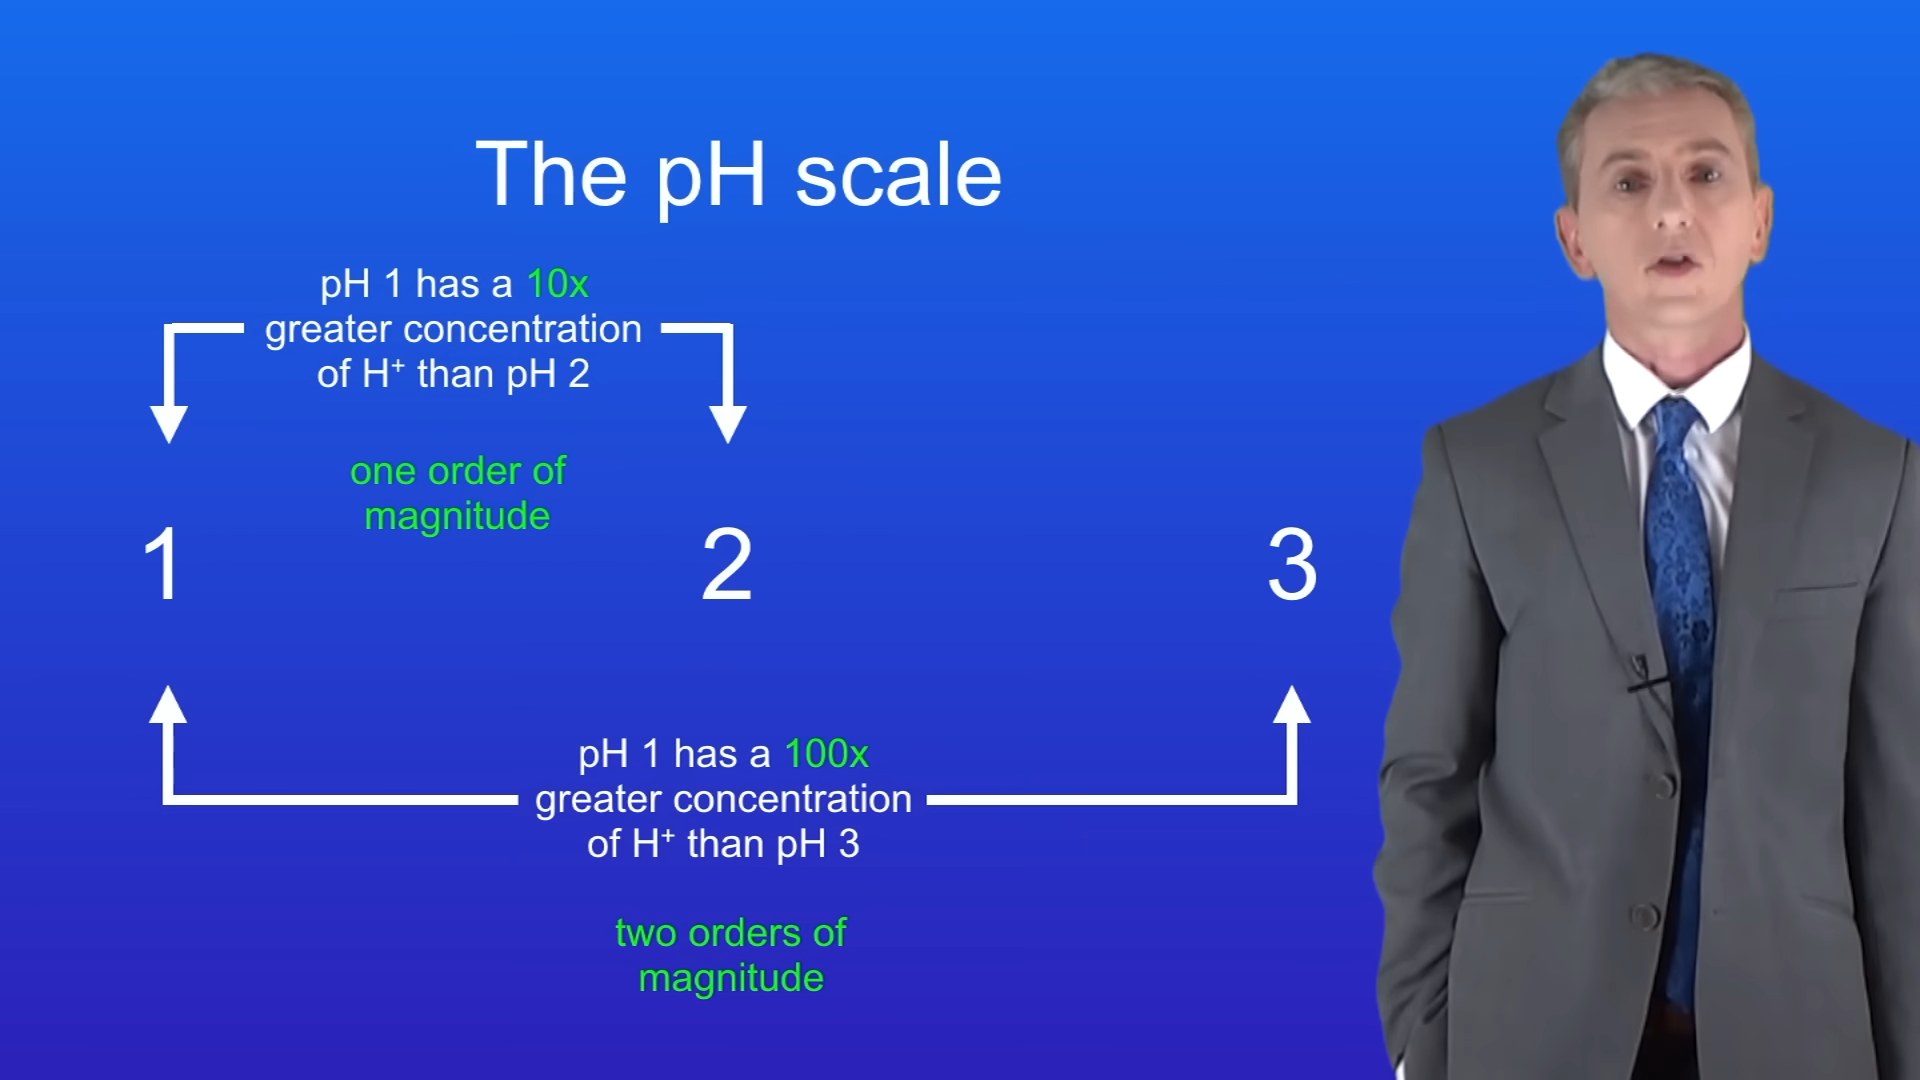 The pH scale
pH 1 has a 10x
greater concentration
of H⁺ than pH 2
one order of
magnitude
1 2 3
pH 1 has a 100x
greater concentration
of H⁺ than pH 3
two orders of
magnitude